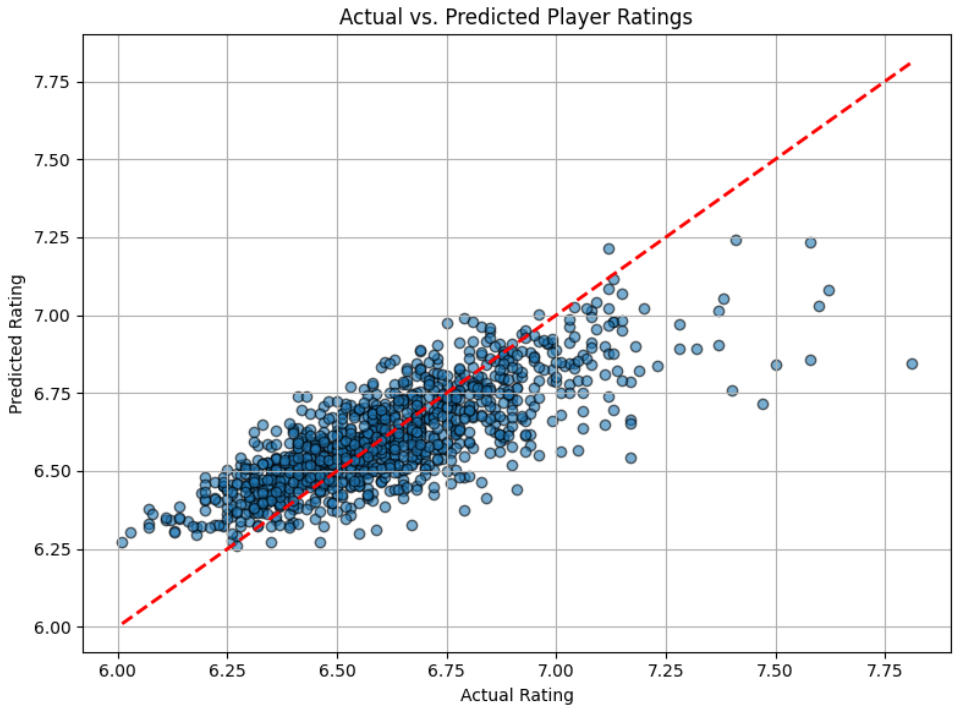 Actual vs. Predicted Player Ratings
7.75
7.50
7.25
7.00
6.75
6.50
6.25
6.00
Predicted Rating
6.00 6.25 6.50 6.75 7.00 7.25 7.50 7.75
Actual Rating